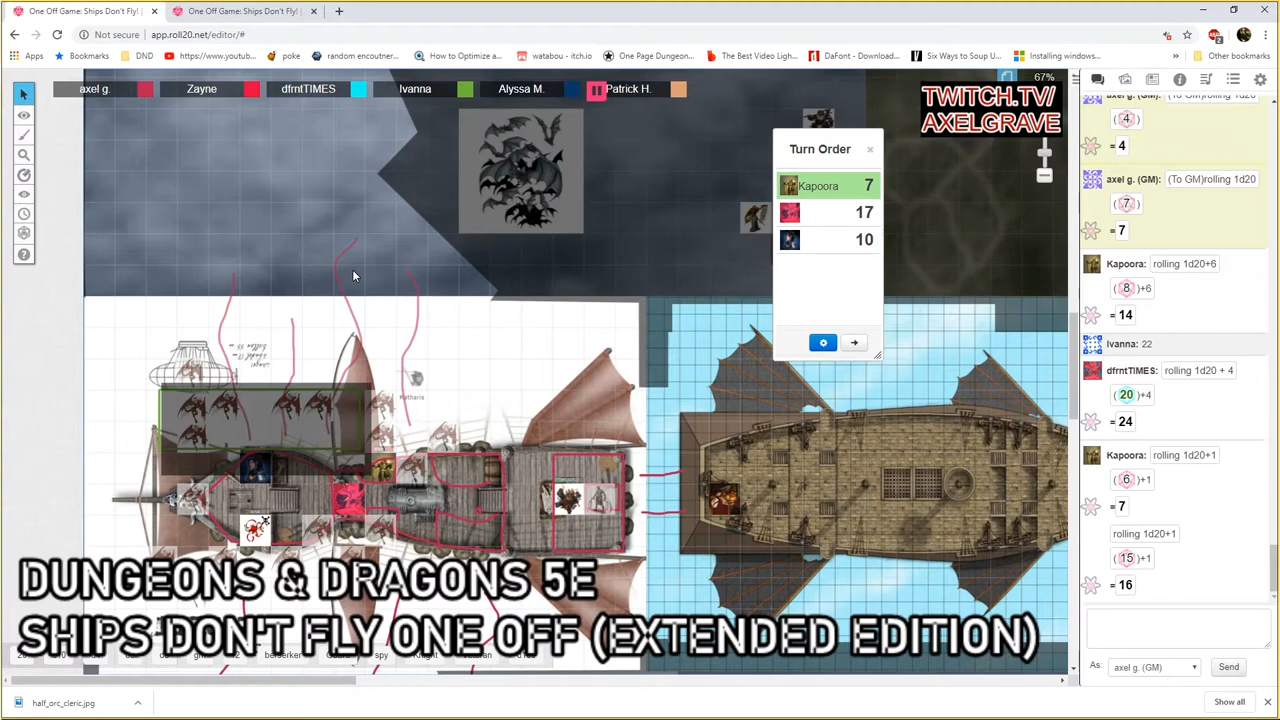 One Off Game: Ships Don't Fly! |
One Off Game: Ships Don't Fly! |
Not secure | app.roll20.net/editor/#
Apps
Bookmarks
DND
https://www.youtube...
poke
random encoutner...
How to Optimize a...
watabou - itch.io
One Page Dungeon...
The Best Video Lapt...
DaFont - Download...
Six Ways to Soup U...
Installing windows...
Other bookmarks
axel g.
Zayne
dfrntTIMES
Ivanna
Alyssa M.
Patrick H.
67%
TWITCH.TV/
AXELGRAVE
Turn Order
Kapoora 7
17
10
axel g. (GM): (To GM)rolling 1d20
(4)
= 4
axel g. (GM): (To GM)rolling 1d20
(7)
= 7
Kapoora: rolling 1d20+6
(8)+6
= 14
Ivanna: 22
dfrntTIMES: rolling 1d20 + 4
(20)+4
= 24
Kapoora: rolling 1d20+1
(6)+1
= 7
rolling 1d20+1
(15)+1
= 16
As: axel g. (GM)
Send
Katharis
DUNGEONS & DRAGONS 5E
SHIPS DON'T FLY ONE OFF (EXTENDED EDITION)
berserker
spy
half_orc_cleric.jpg
Show all